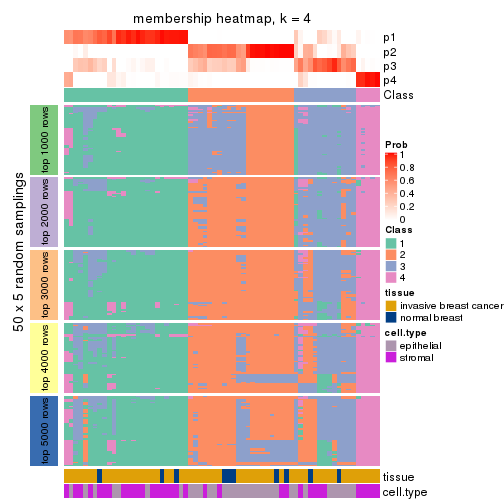 membership heatmap, k = 4
p1
p2
p3
p4
Class
50 x 5 random samplings
top 1000 rows
top 2000 rows
top 3000 rows
top 4000 rows
top 5000 rows
tissue
cell.type
Prob
1
0.8
0.6
0.4
0.2
0
Class
1
2
3
4
tissue
invasive breast cancer
normal breast
cell.type
epithelial
stromal